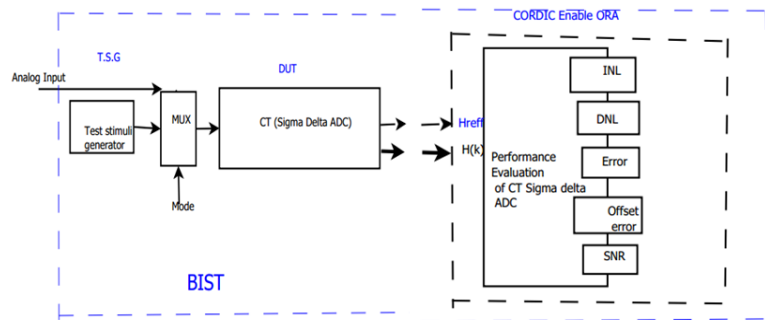 CORDIC Enable ORA
T.S.G
DUT
Analog Input
MUX
Test stimuli
generator
CT (Sigma Delta ADC)
Mode
Hreff
H(k)
Performance
Evaluation
of CT Sigma delta
ADC
INL
DNL
Error
Offset
error
SNR
BIST